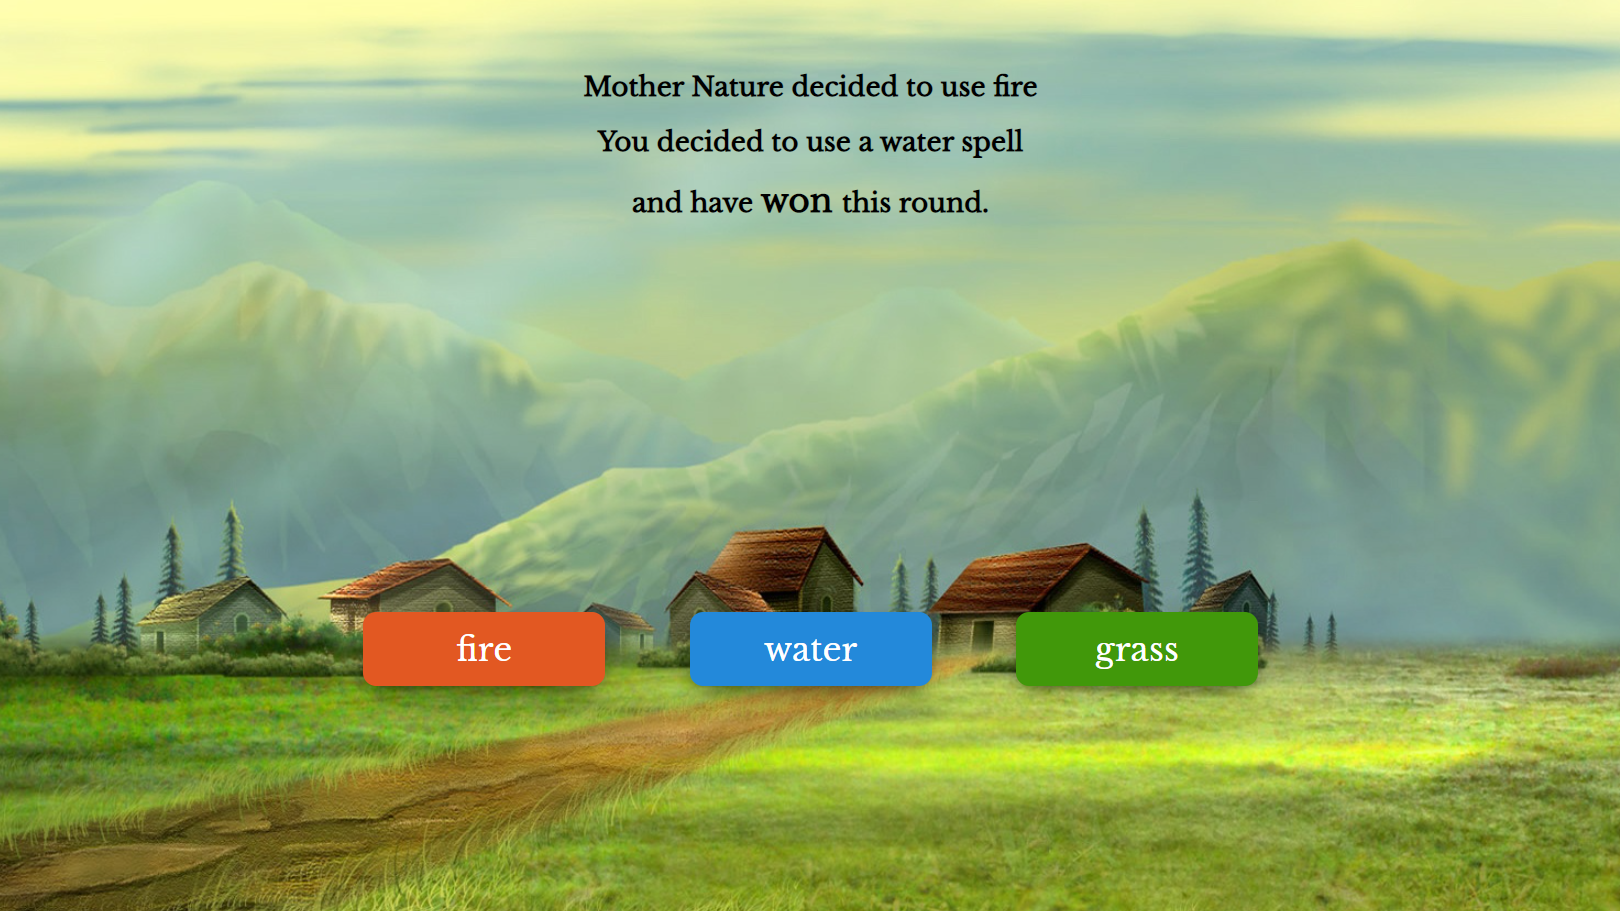 Mother Nature decided to use fire
You decided to use a water spell
and have won this round.
fire
water
grass